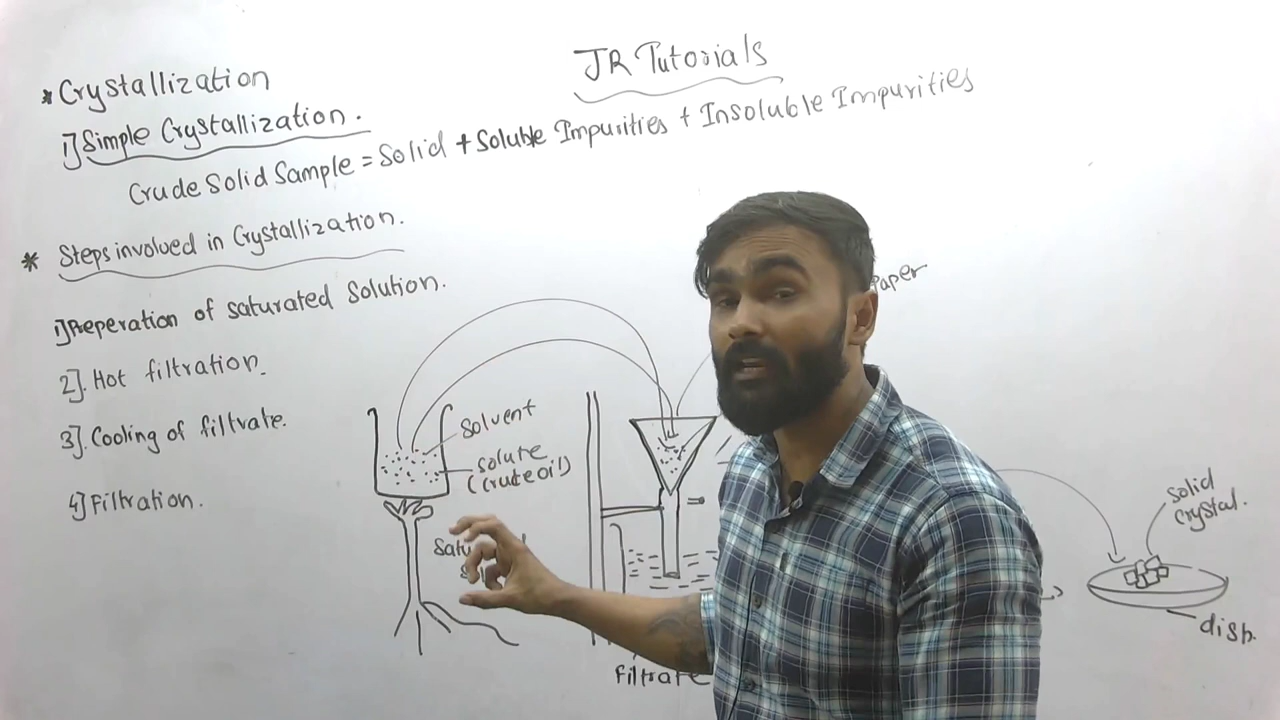 JR Tutorials
* Crystallization
1] Simple Crystallization.
Crude Solid Sample = Solid + Soluble Impurities + Insoluble Impurities
* Steps involved in Crystallization.
1] Preperation of saturated Solution.
2]. Hot filtration.
3]. Cooling of filtrate.
4] Filtration.
Solvent
solute
(crude oil)
Paper
Filtrate
solid
crystal.
dish.